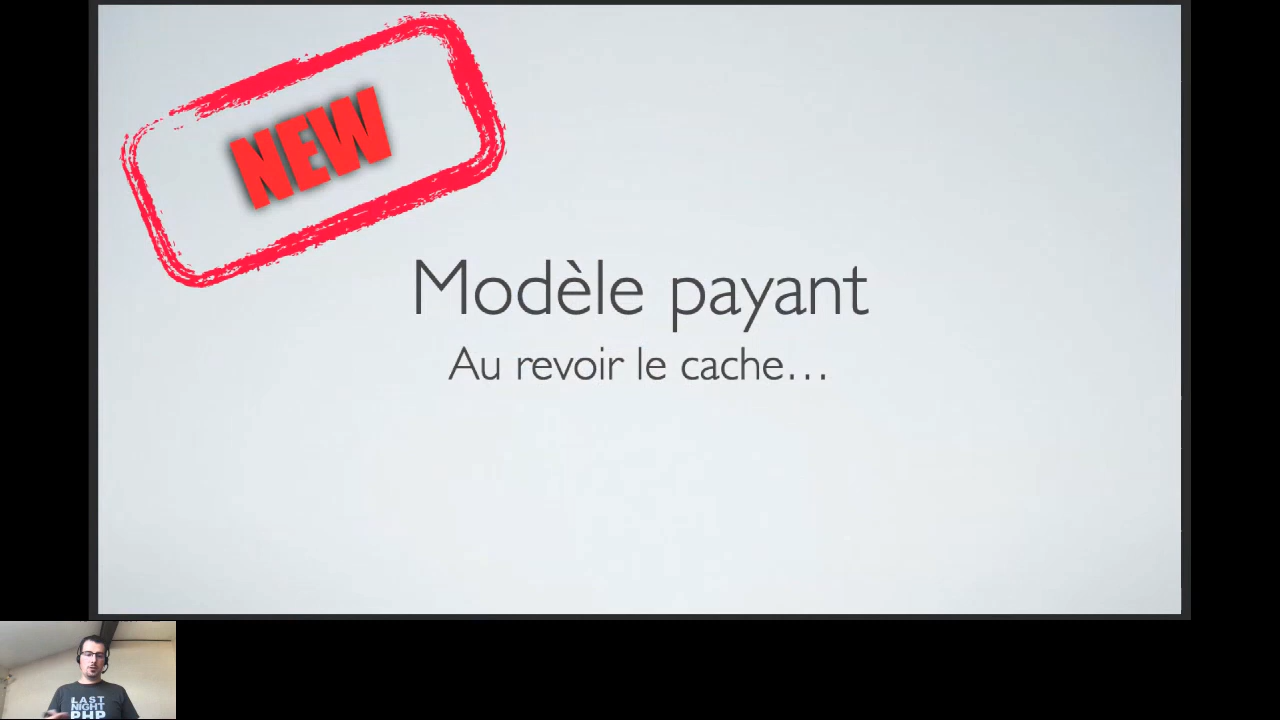 NEW
Modèle payant
Au revoir le cache…
LAST
NIGHT
PHP